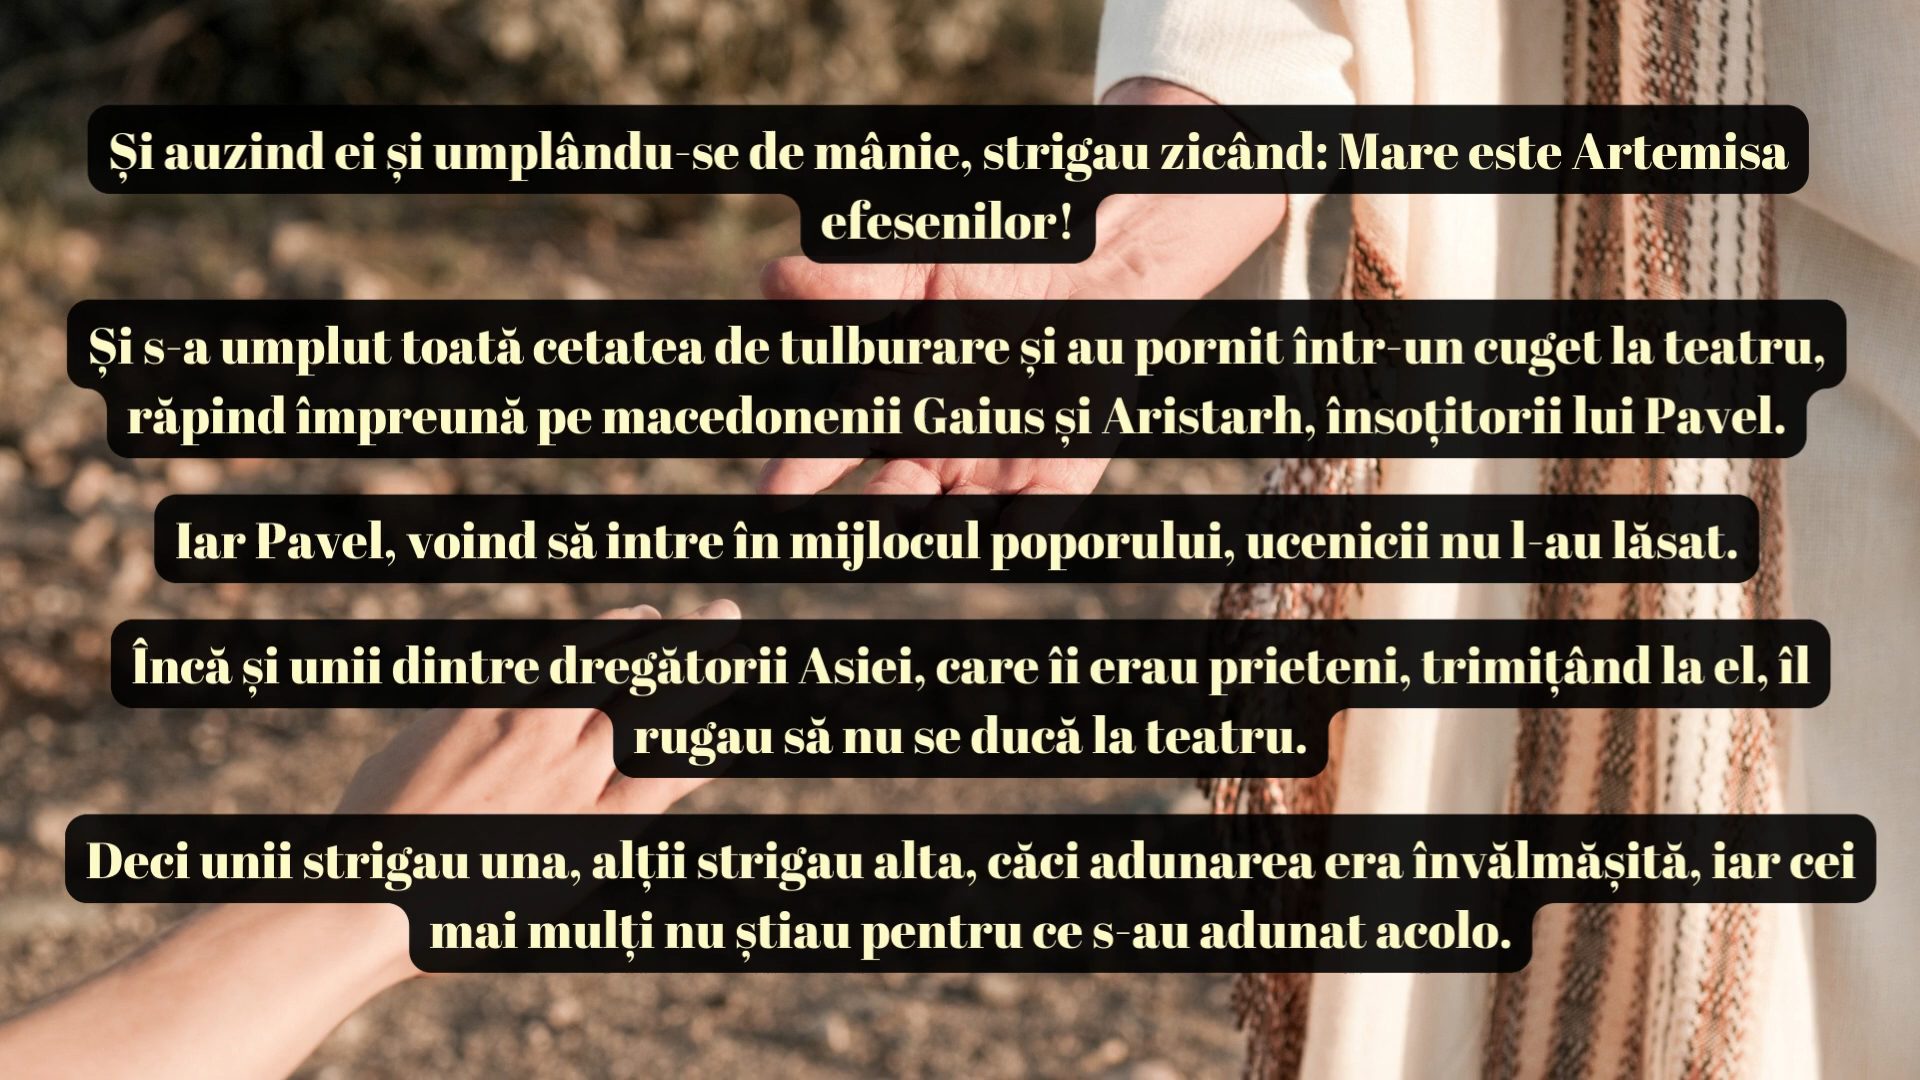 Și auzind ei și umplându-se de mânie, strigau zicând: Mare este Artemisa
efesenilor!
Și s-a umplut toată cetatea de tulburare și au pornit într-un cuget la teatru,
răpind împreună pe macedonenii Gaius și Aristarh, însoțitorii lui Pavel.
Iar Pavel, voind să intre în mijlocul poporului, ucenicii nu l-au lăsat.
Încă și unii dintre dregătorii Asiei, care îi erau prieteni, trimițând la el, îl
rugau să nu se ducă la teatru.
Deci unii strigau una, alții strigau alta, căci adunarea era învălmășită, iar cei
mai mulți nu știau pentru ce s-au adunat acolo.